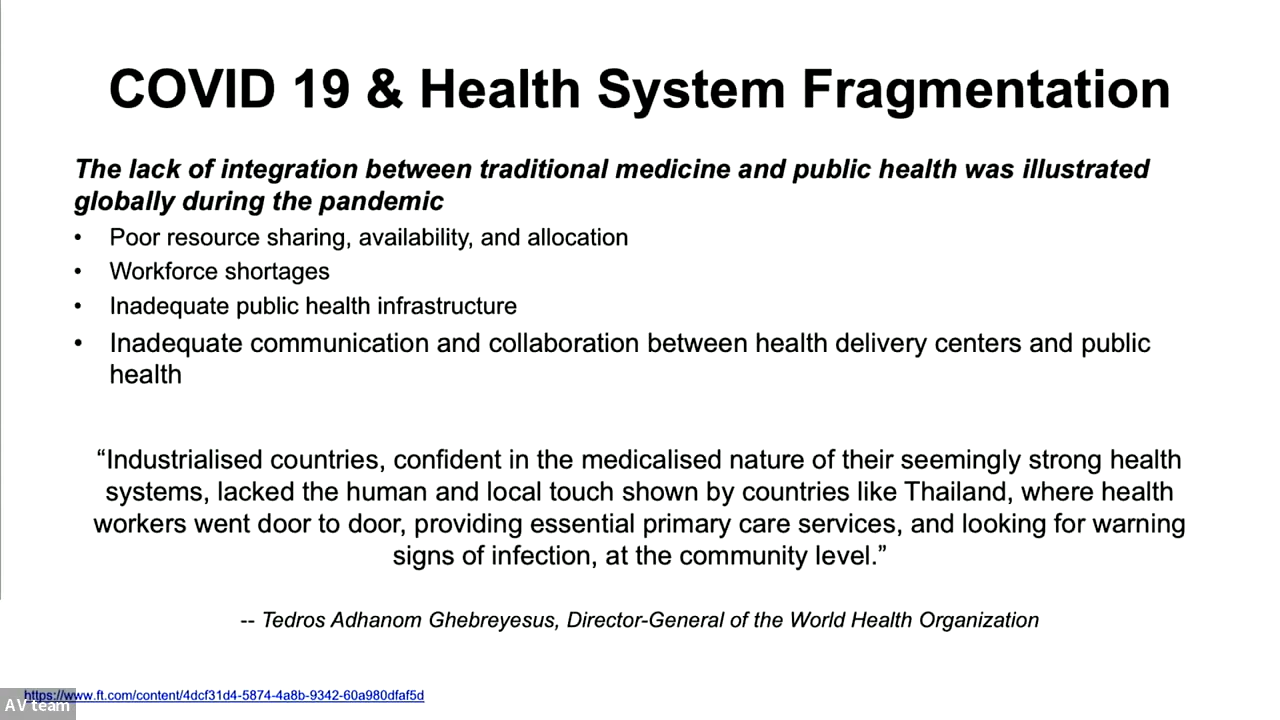 COVID 19 & Health System Fragmentation
The lack of integration between traditional medicine and public health was illustrated
globally during the pandemic
• Poor resource sharing, availability, and allocation
• Workforce shortages
• Inadequate public health infrastructure
• Inadequate communication and collaboration between health delivery centers and public
health
“Industrialised countries, confident in the medicalised nature of their seemingly strong health
systems, lacked the human and local touch shown by countries like Thailand, where health
workers went door to door, providing essential primary care services, and looking for warning
signs of infection, at the community level.”
-- Tedros Adhanom Ghebreyesus, Director-General of the World Health Organization
https://www.ft.com/content/4dcf31d4-5874-4a8b-9342-60a980dfaf5d
AV team